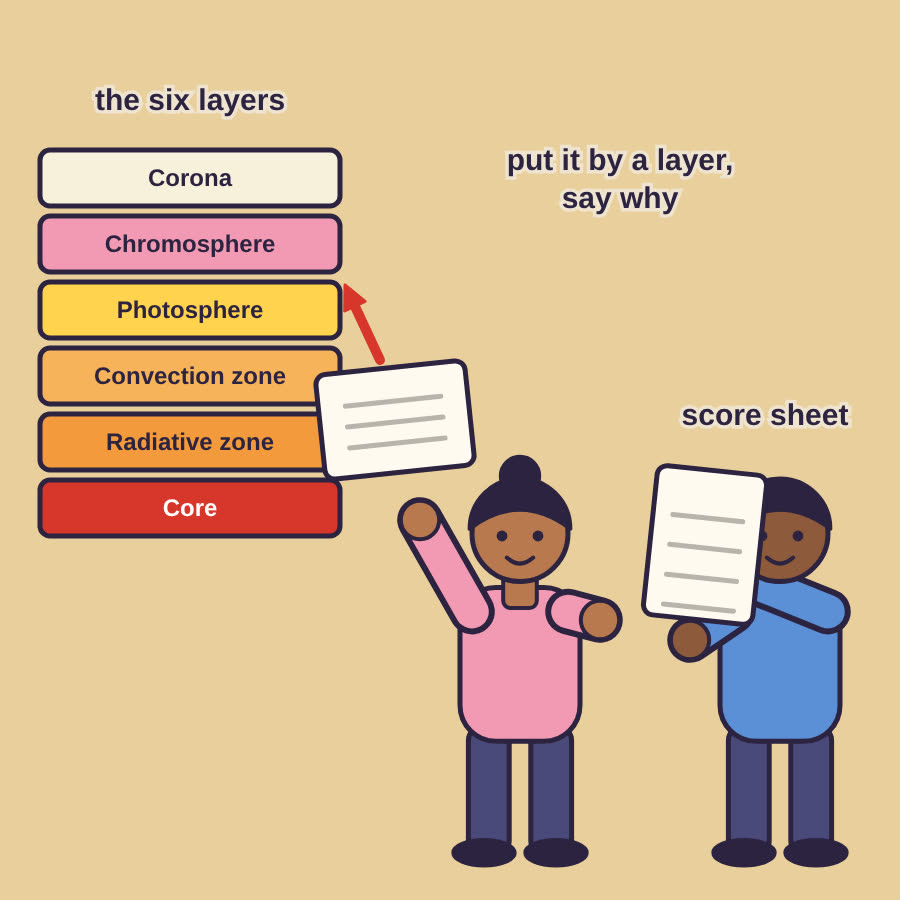 the six layers
Corona
Chromosphere
Photosphere
Convection zone
Radiative zone
Core
put it by a layer,
say why
score sheet